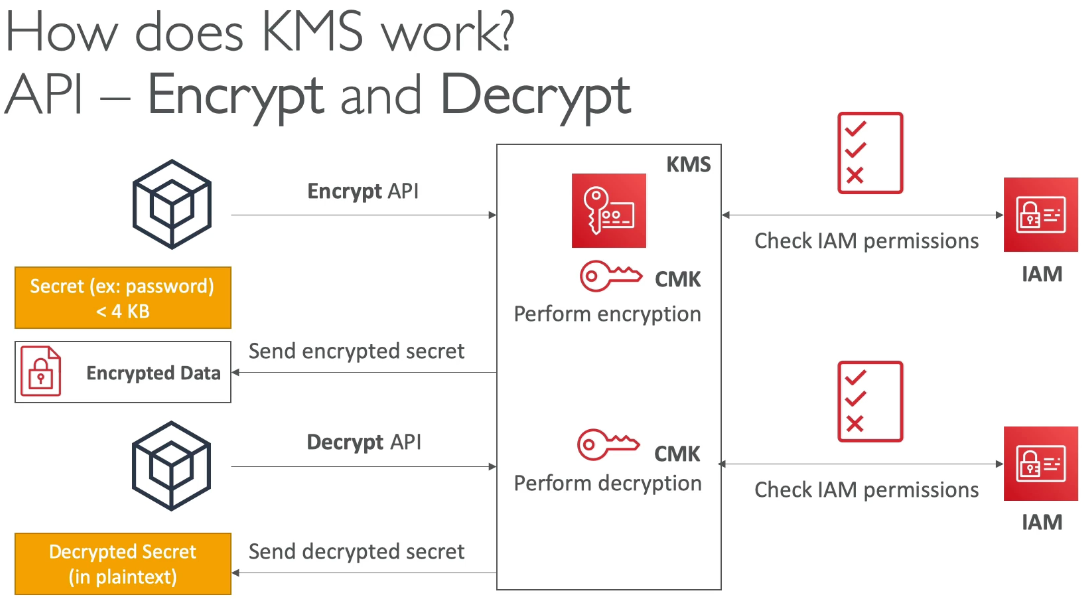 How does KMS work?
API – Encrypt and Decrypt
Encrypt API
Secret (ex: password)
< 4 KB
Encrypted Data
Send encrypted secret
Decrypt API
Decrypted Secret
(in plaintext)
Send decrypted secret
KMS
CMK
Perform encryption
CMK
Perform decryption
Check IAM permissions
IAM
Check IAM permissions
IAM